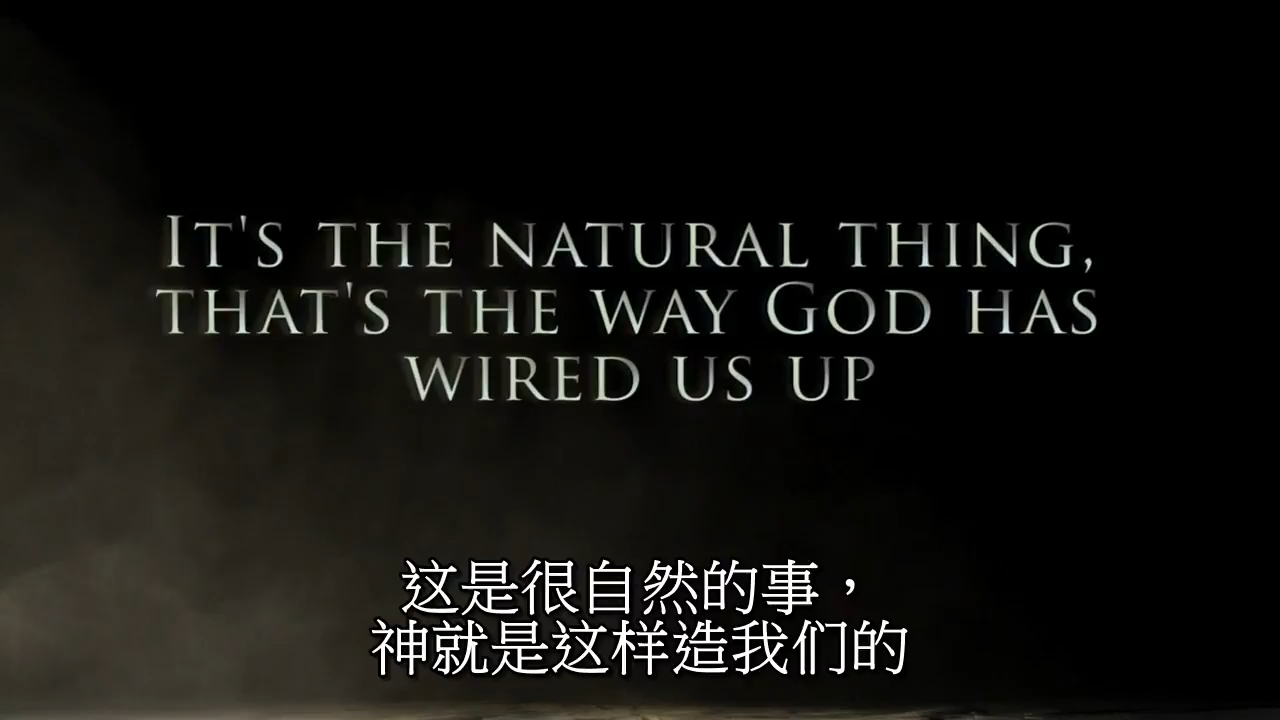 It's the natural thing,
that's the way God has
wired us up
这是很自然的事，
神就是这样造我们的